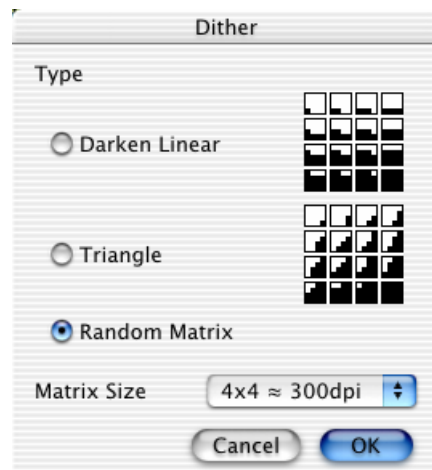 Dither
Type
Darken Linear
Triangle
Random Matrix
Matrix Size 4x4 ≈ 300dpi
Cancel OK